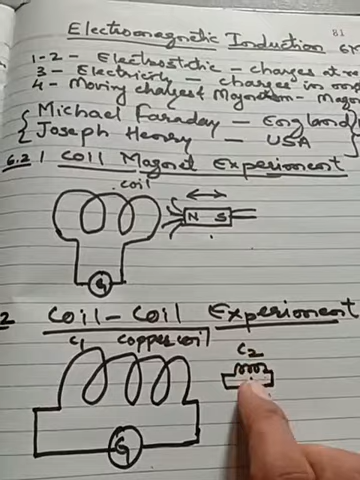 81
Electromagnetic Induction
1-2 - Electrostatic - charges at
3 - Electricity - Charges in
4 - Moving charges & Magnetism -
Michael Faraday - England
Joseph Henry - USA
6.2.1 Coil Magnet Experiment
coil
N S
G
2 Coil-Coil Experiment
C1 copper coil C2
G